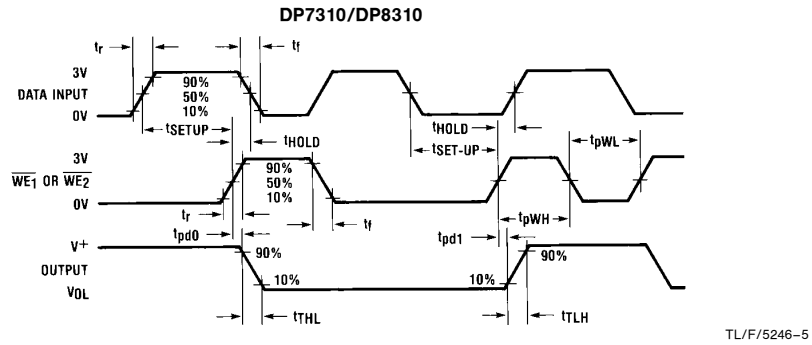 DP7310/DP8310
tr
tf
3V
DATA INPUT
0V
90%
50%
10%
tSETUP
tHOLD
tHOLD
tSET-UP
tpWL
3V
WE1 OR WE2
0V
90%
50%
10%
tr
tf
tpWH
tpd0
tpd1
V+
OUTPUT
VOL
90%
10%
10%
90%
tTHL
tTLH
TL/F/5246–5